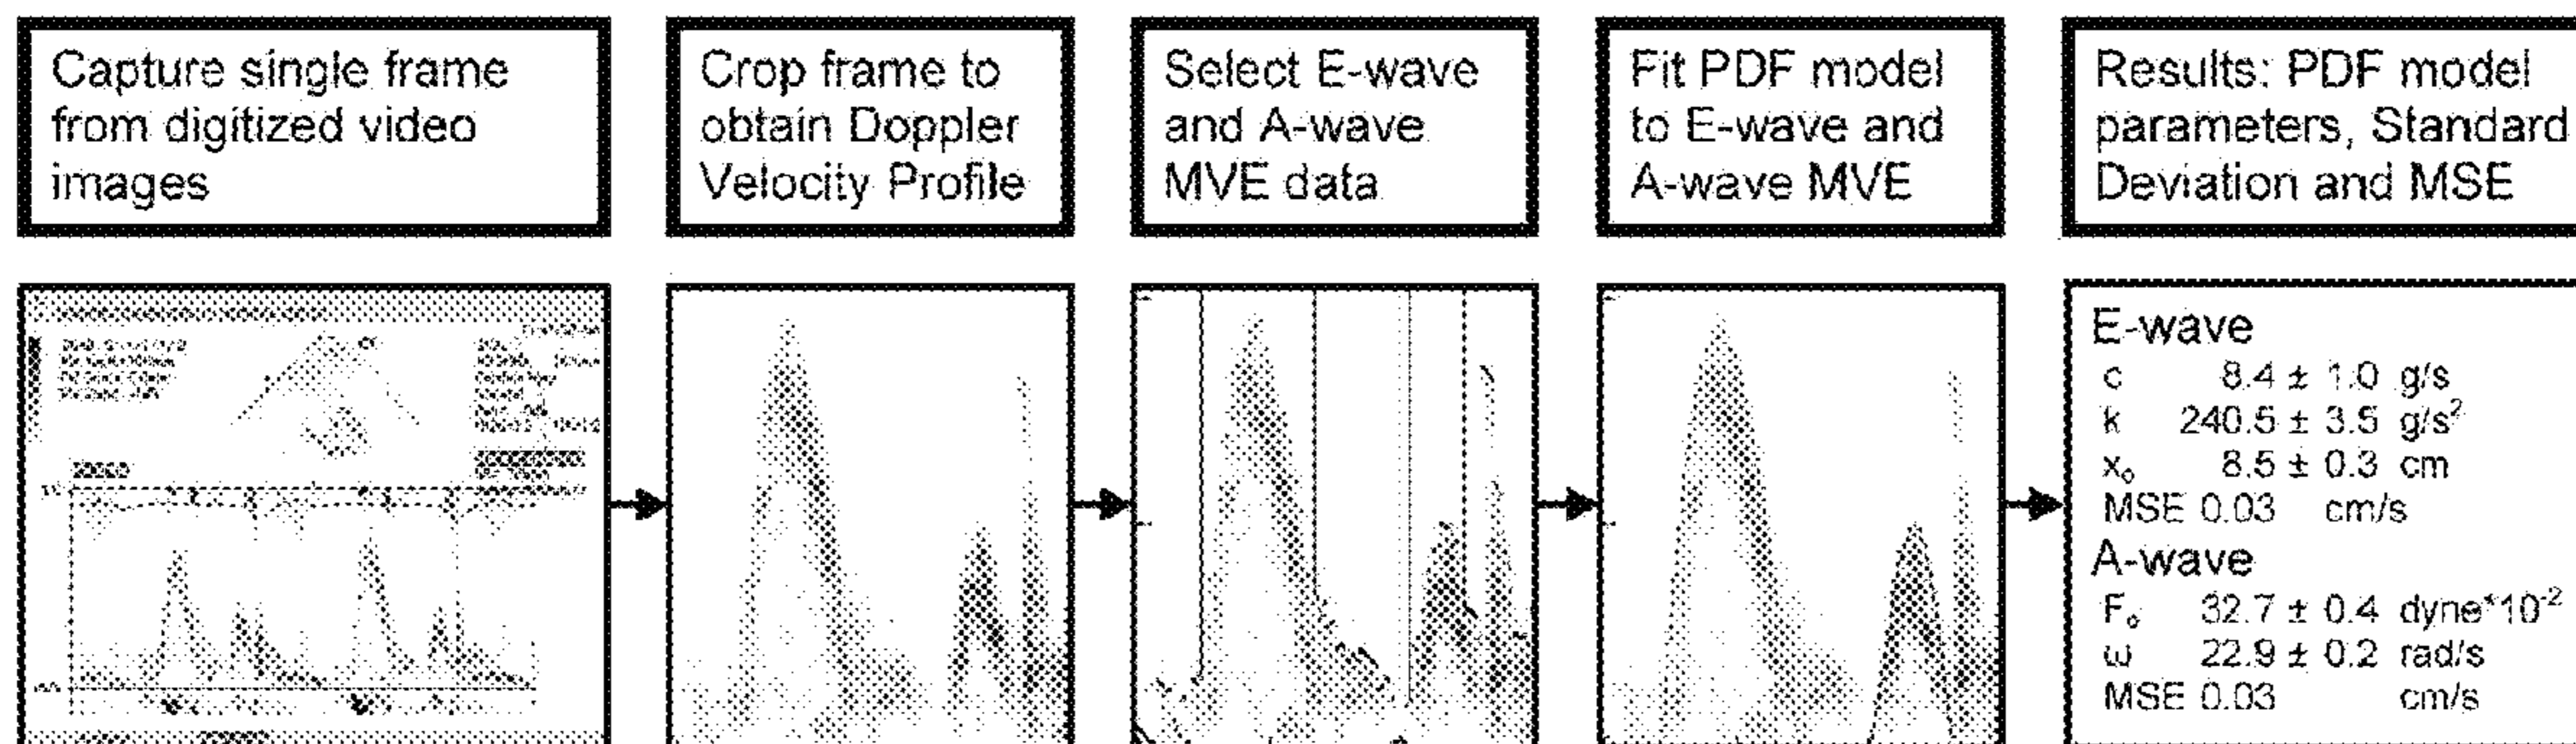 Capture single frame
from digitized video
images
Crop frame to
obtain Doppler
Velocity Profile
Select E-wave
and A-wave
MVE data
Fit PDF model
to E-wave and
A-wave MVE
Results: PDF model
parameters, Standard
Deviation and MSE
E-wave
c 8.4 ± 1.0 g/s
k 240.5 ± 3.5 g/s²
xₒ 8.5 ± 0.3 cm
MSE 0.03 cm/s
A-wave
Fₒ 32.7 ± 0.4 dyne*10⁻²
ω 22.9 ± 0.2 rad/s
MSE 0.03 cm/s